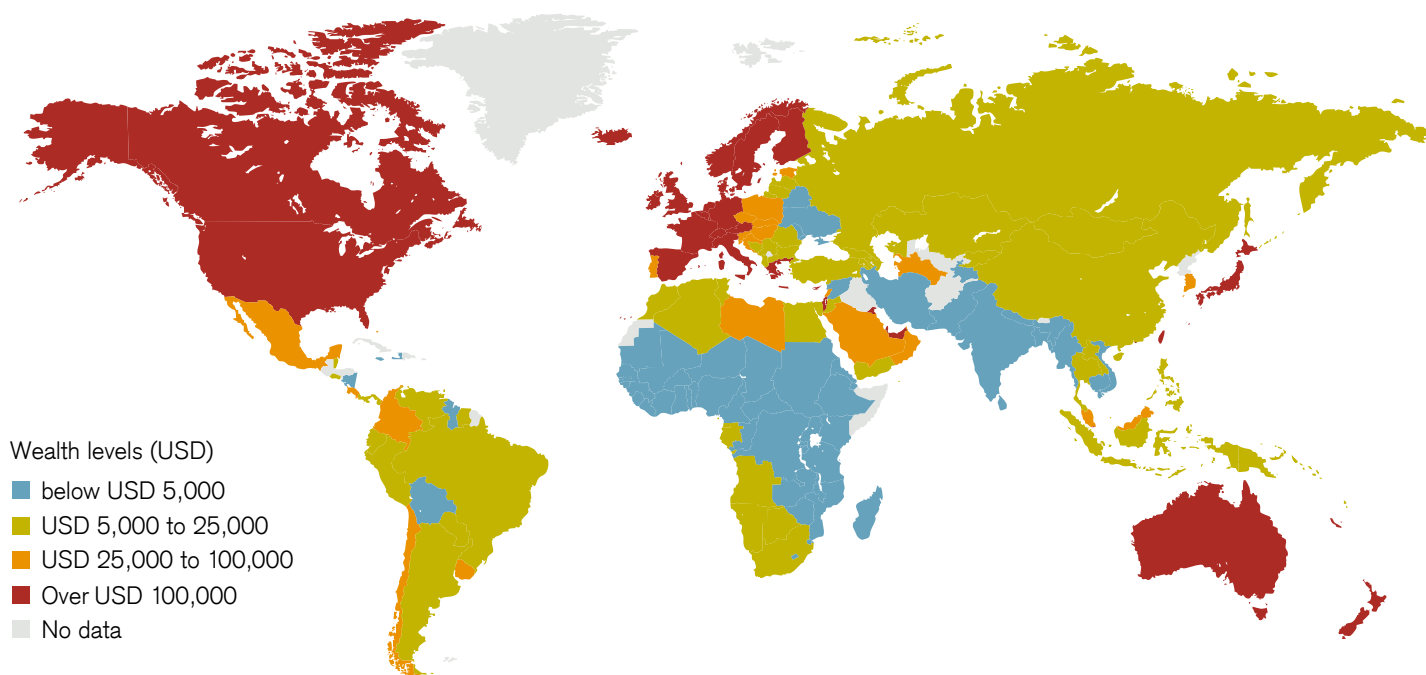 Wealth levels (USD)
below USD 5,000
USD 5,000 to 25,000
USD 25,000 to 100,000
Over USD 100,000
No data